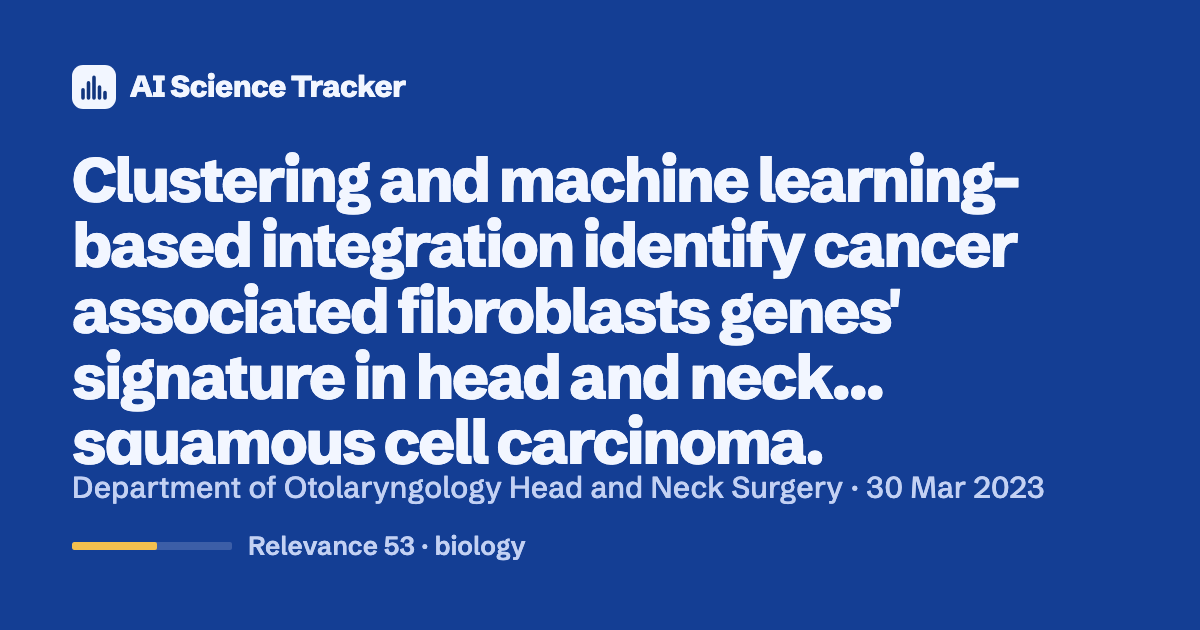 AI Science Tracker
Clustering and machine learning-
based integration identify cancer
associated fibroblasts genes'
signature in head and neck...
squamous cell carcinoma.
Department of Otolaryngology Head and Neck Surgery · 30 Mar 2023
Relevance 53 · biology